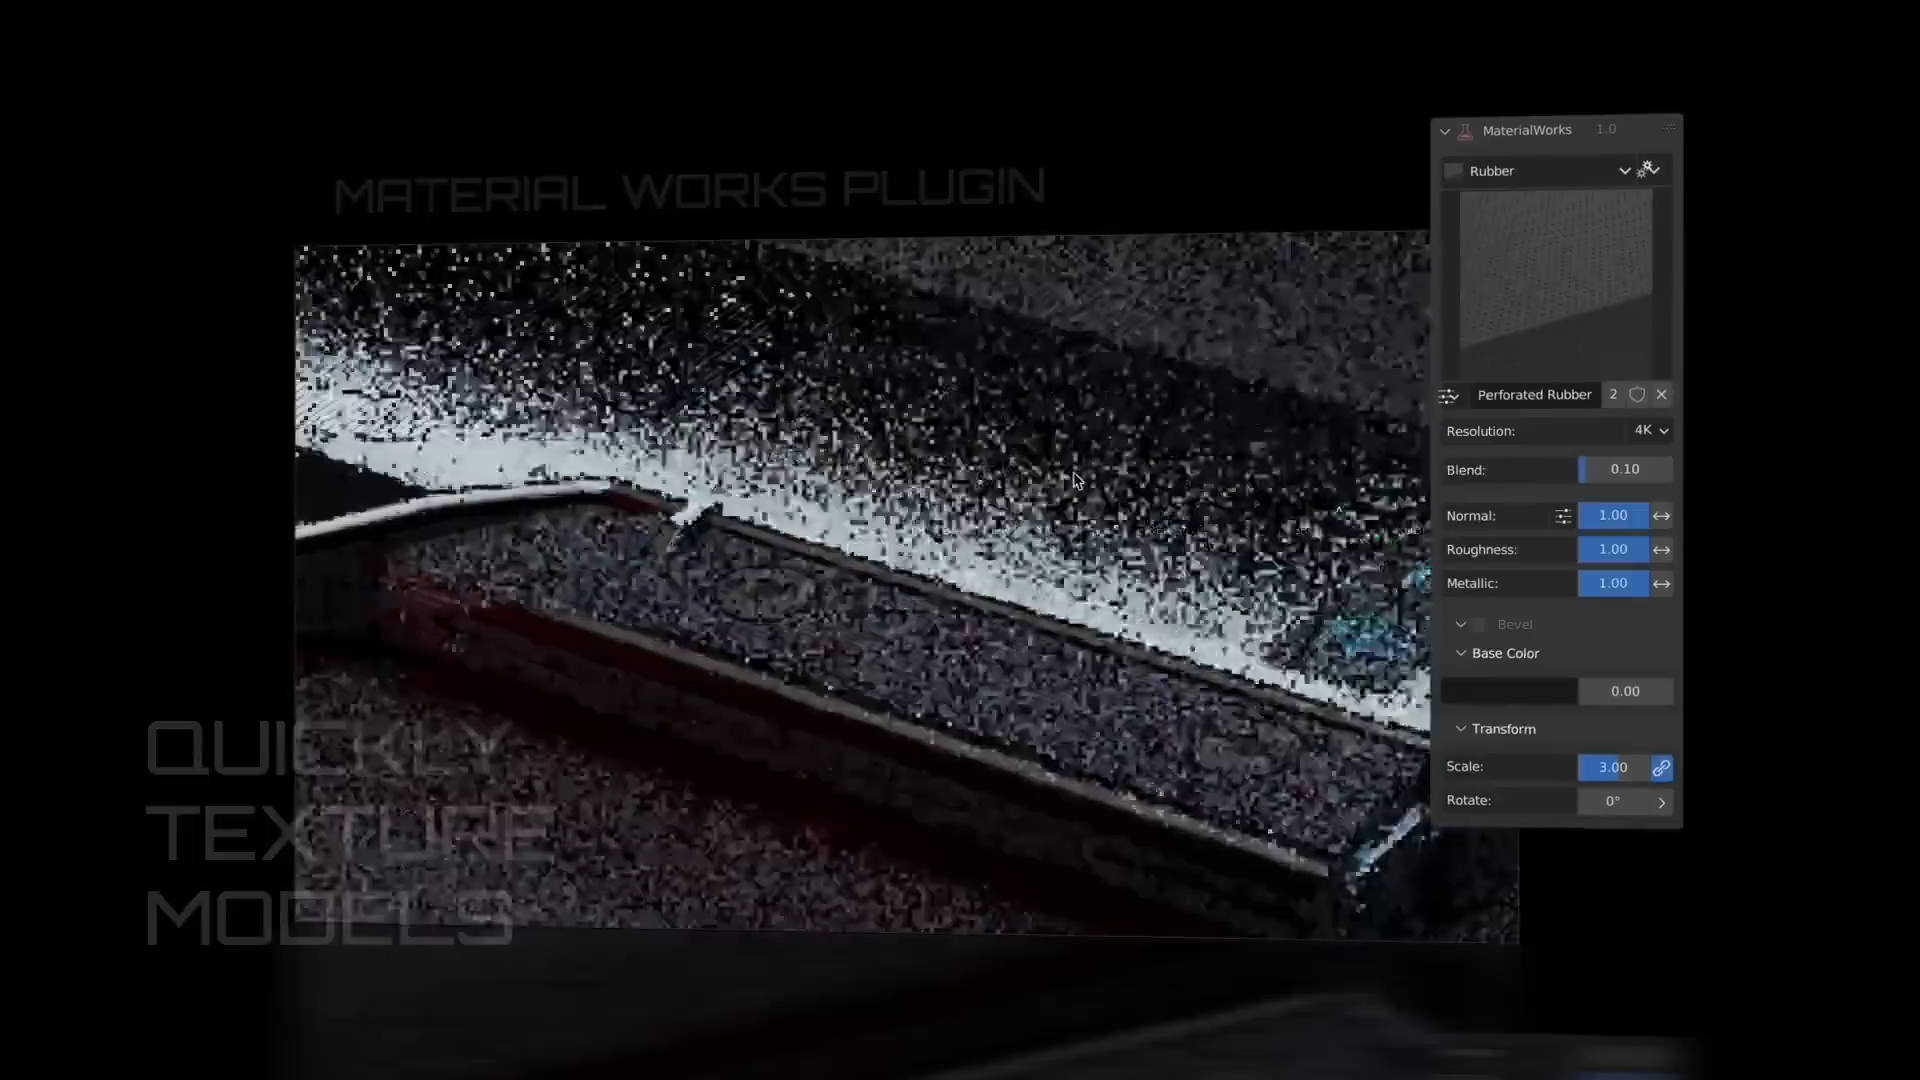 MATERIAL WORKS PLUGIN
QUICKLY
TEXTURE
MODELS
MaterialWorks 1.0
Rubber
Perforated Rubber 2
Resolution: 4K
Blend: 0.10
Normal: 1.00
Roughness: 1.00
Metallic: 1.00
Bevel
Base Color
0.00
Transform
Scale: 3.00
Rotate: 0°